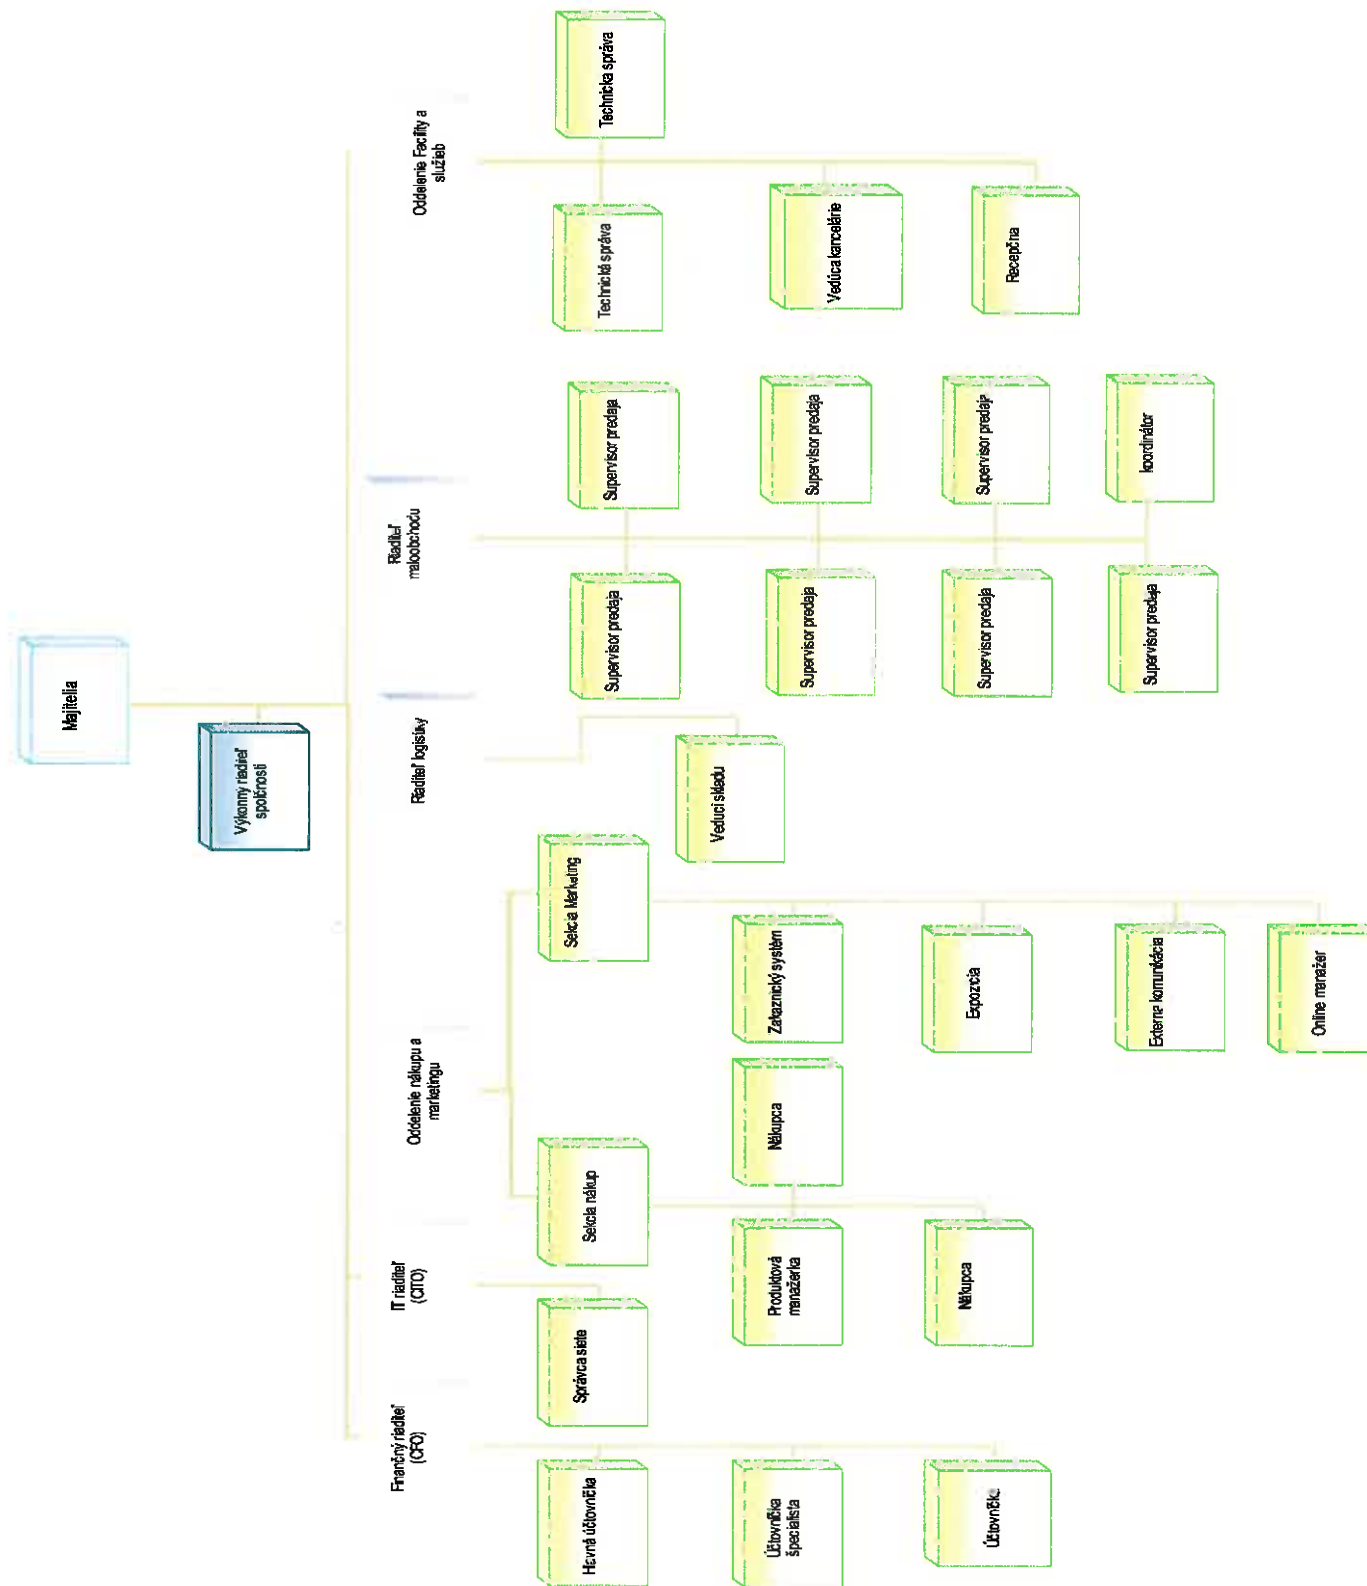 Majitelia
Výkonný riaditeľ
spoločnosti
Finančný riaditeľ
(CFO)
IT riaditeľ
(CITO)
Oddelenie nákupu a
marketingu
Riaditeľ logistiky
Riaditeľ
maloobchodu
Oddelenie Facility a
služieb
Hlavná účtovníčka
Správca siete
Sekcia nákup
Sekcia Marketing
Supervisor predaja
Supervisor predaja
Technická správa
Technická správa
Účtovníčka
špecialista
Produktová
manažérka
Nákupca
Zákaznický systém
Vedúci skladu
Supervisor predaja
Supervisor predaja
Vedúca kancelárie
Účtovníčka
Nákupca
Expozícia
Supervisor predaja
Supervisor predaja
Recepčná
Externá komunikácia
Supervisor predaja
koordinátor
Online manažer